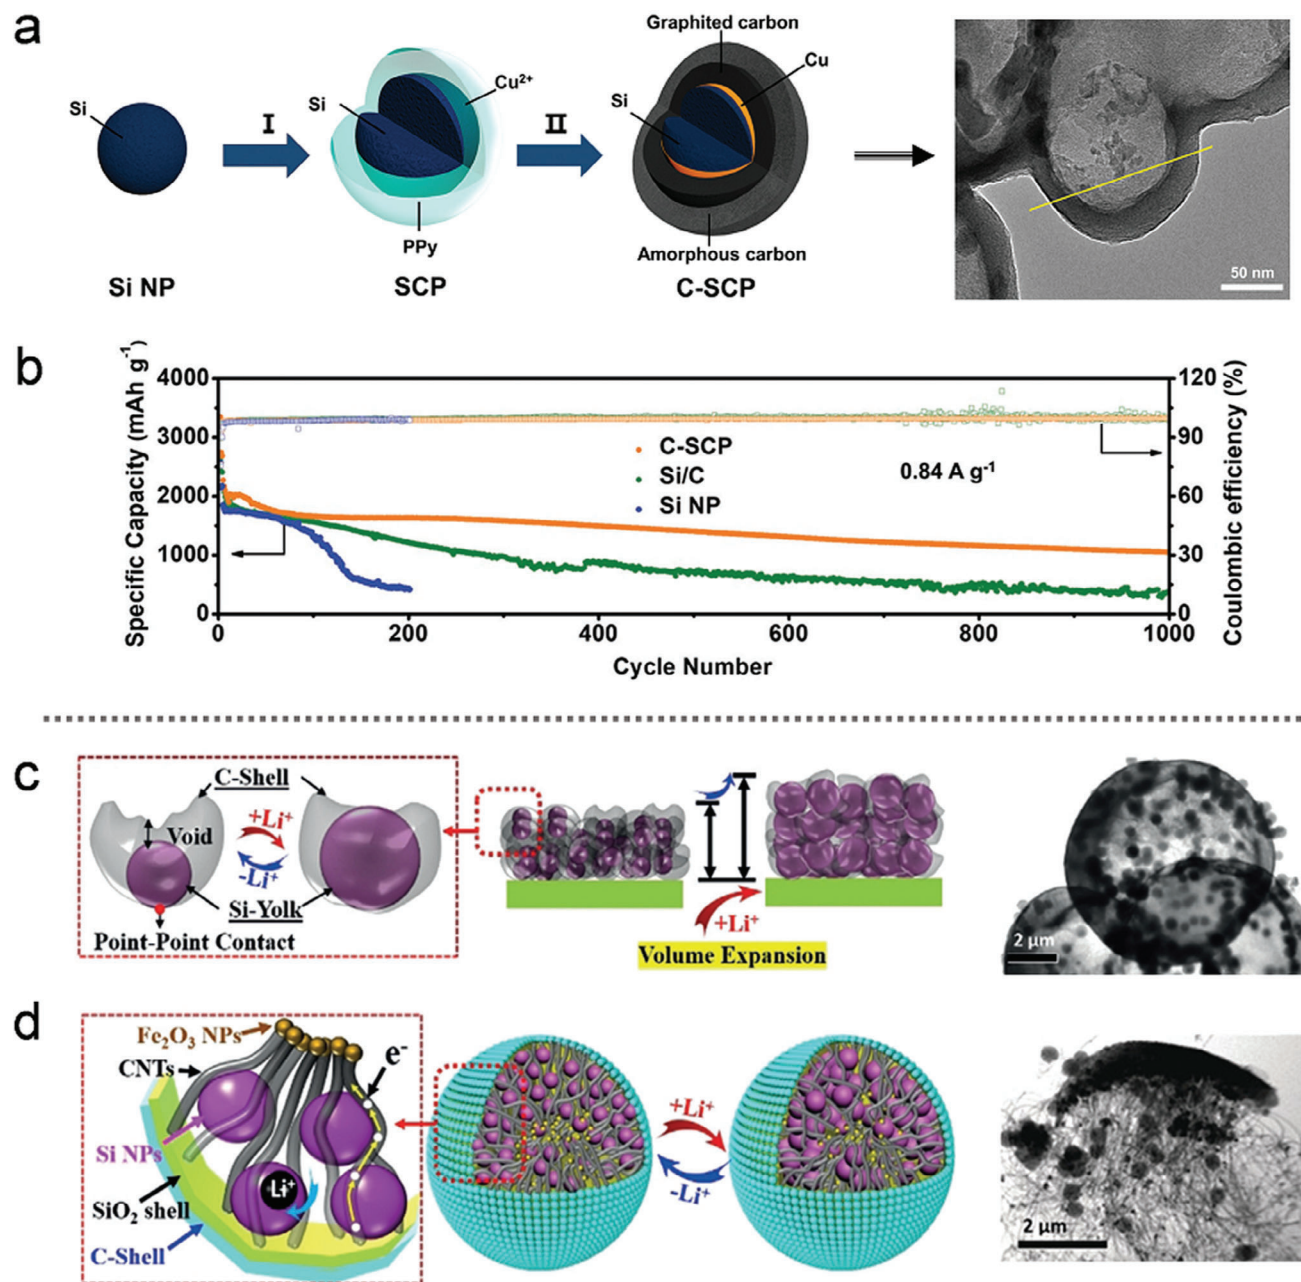 a
Si
I
Si
Cu²⁺
PPy
II
Graphited carbon
Cu
Si
Amorphous carbon
50 nm
Si NP
SCP
C-SCP
b
Specific Capacity (mAh g⁻¹)
4000
3000
2000
1000
0
C-SCP
Si/C
Si NP
0.84 A g⁻¹
120
90
60
30
0
Coulombic efficiency (%)
0
200
400
600
800
1000
Cycle Number
c
C-Shell
Void
+Li⁺
-Li⁺
Si-Yolk
Point-Point Contact
+Li⁺
Volume Expansion
2 μm
d
Fe₂O₃ NPs
CNTs
e⁻
Si NPs
Li⁺
SiO₂ shell
C-Shell
+Li⁺
-Li⁺
2 μm